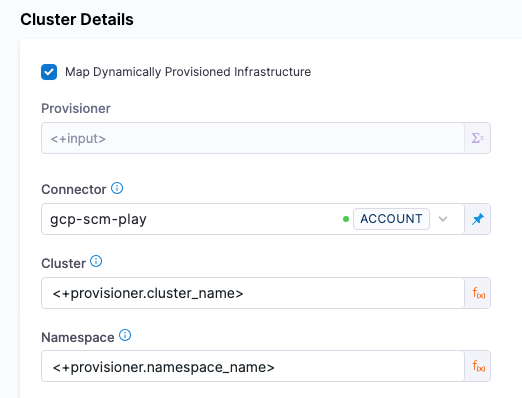 Cluster Details
Map Dynamically Provisioned Infrastructure
Provisioner
<+input>
Connector
gcp-scm-play ACCOUNT
Cluster
<+provisioner.cluster_name>
f(x)
Namespace
<+provisioner.namespace_name>
f(x)